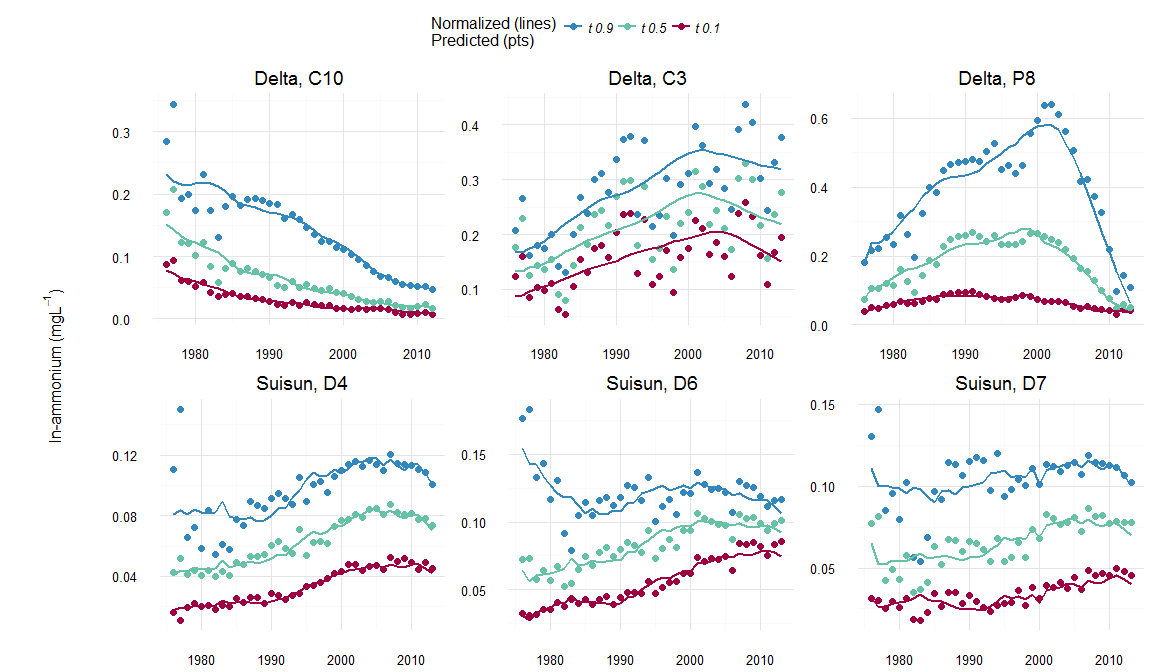 Normalized (lines)
Predicted (pts)
t 0.9 t 0.5 t 0.1
Delta, C10
Delta, C3
Delta, P8
0.3
0.2
0.1
0.0
0.4
0.3
0.2
0.1
0.6
0.4
0.2
0.0
1980 1990 2000 2010
1980 1990 2000 2010
1980 1990 2000 2010
ln-ammonium (mgL⁻¹)
Suisun, D4
Suisun, D6
Suisun, D7
0.12
0.08
0.04
0.15
0.10
0.05
0.15
0.10
0.05
1980 1990 2000 2010
1980 1990 2000 2010
1980 1990 2000 2010